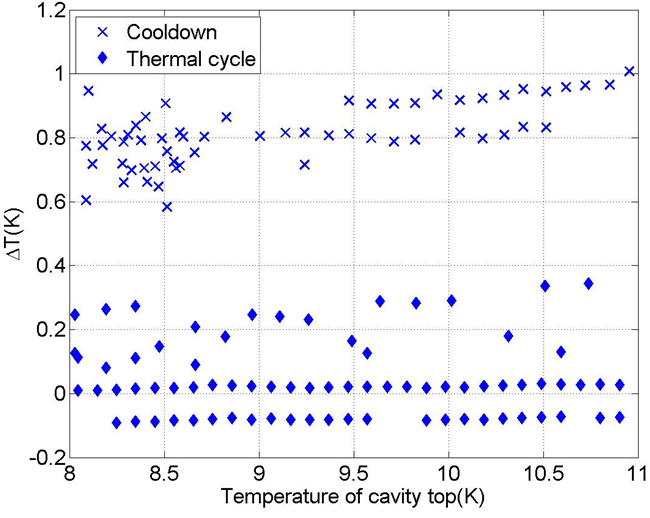 1.2
Cooldown
Thermal cycle
1
0.8
0.6
0.4
0.2
0
-0.2
ΔT(K)
8 8.5 9 9.5 10 10.5 11
Temperature of cavity top(K)